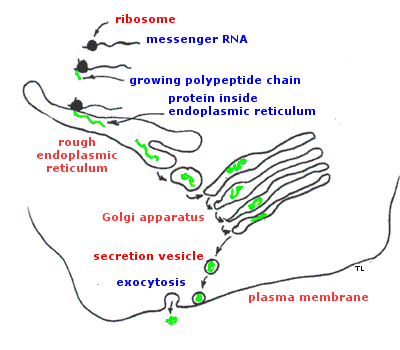 ribosome
messenger RNA
growing polypeptide chain
protein inside
endoplasmic reticulum
rough
endoplasmic
reticulum
Golgi apparatus
secretion vesicle
TL
exocytosis
plasma membrane